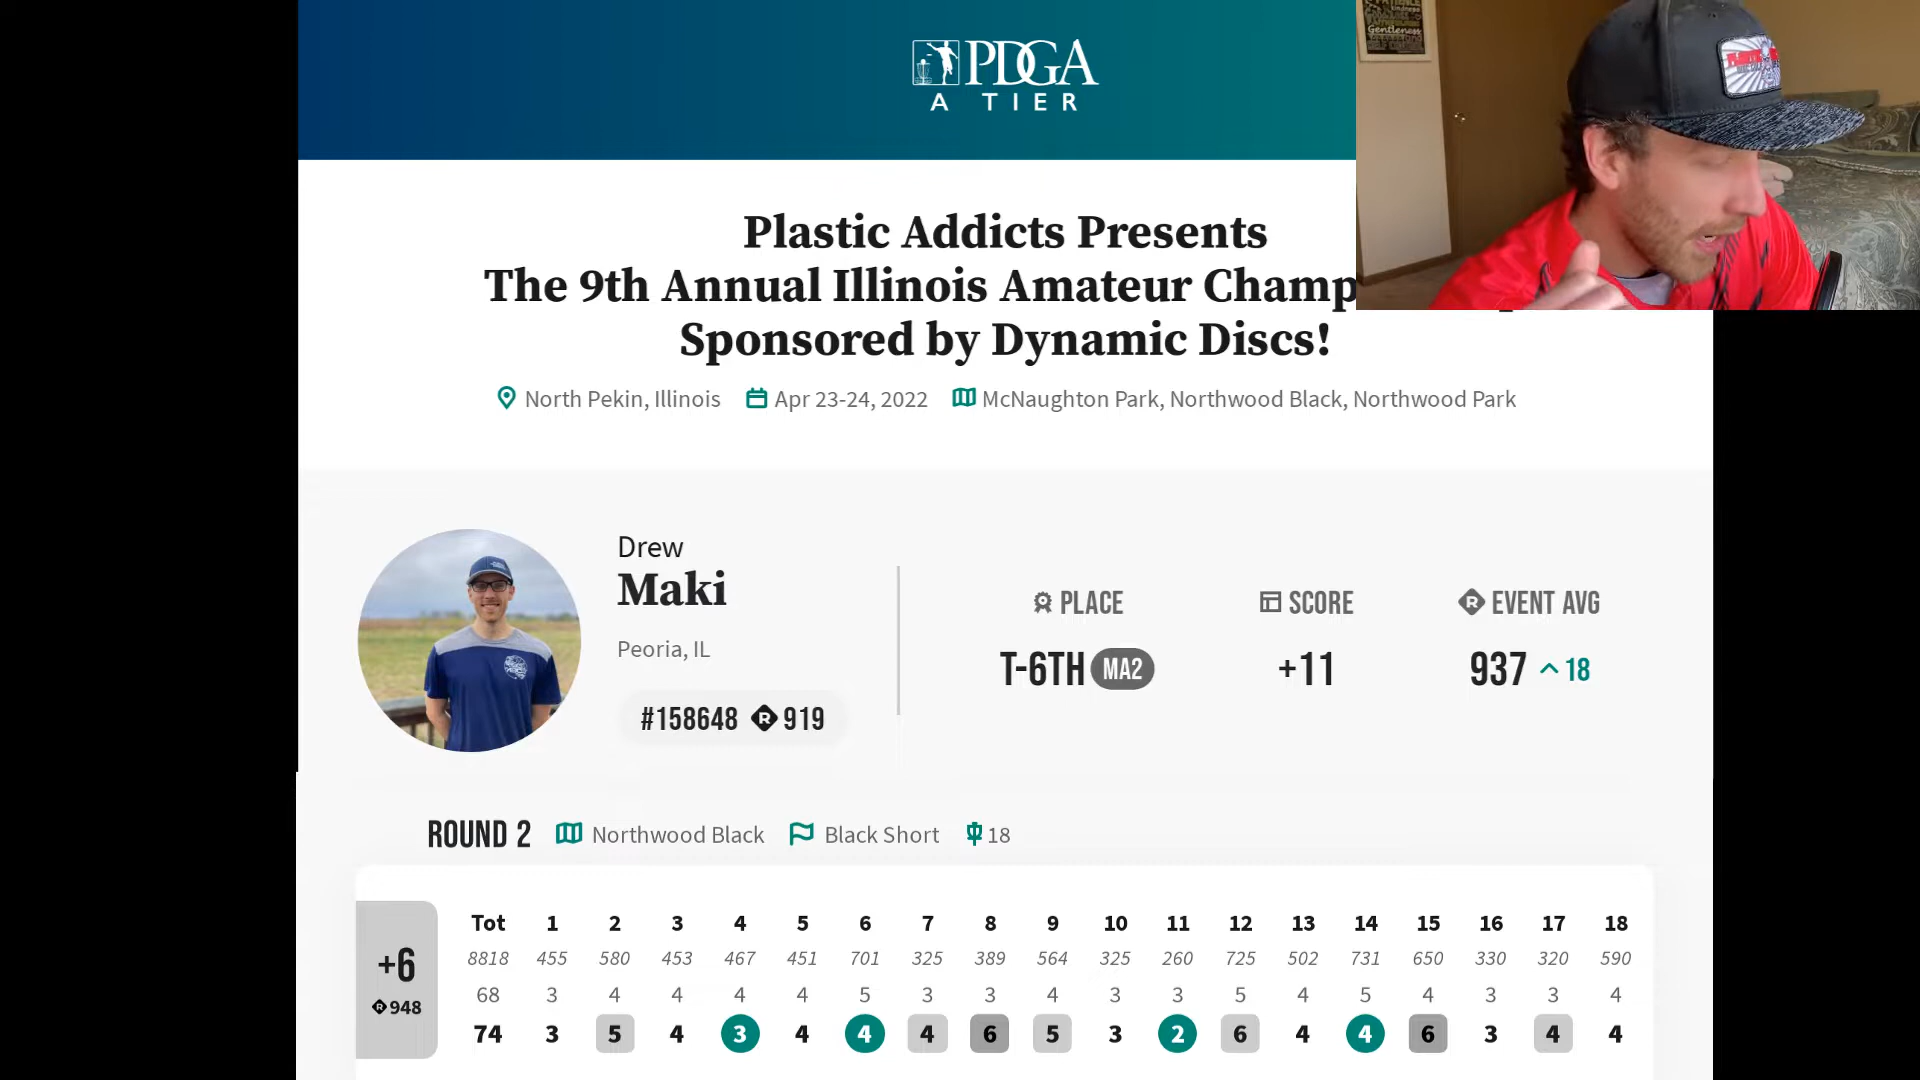 PDGA
A TIER
Gentleness
Plastic Addicts Presents
The 9th Annual Illinois Amateur Champ
Sponsored by Dynamic Discs!
North Pekin, Illinois Apr 23-24, 2022 McNaughton Park, Northwood Black, Northwood Park
Drew
Maki
Peoria, IL
#158648 R 919
PLACE SCORE R EVENT AVG
T-6TH MA2 +11 937 18
ROUND 2 Northwood Black Black Short 18
Tot 1 2 3 4 5 6 7 8 9 10 11 12 13 14 15 16 17 18
8818 455 580 453 467 451 701 325 389 564 325 260 725 502 731 650 330 320 590
+6
68 3 4 4 4 4 5 3 3 4 3 3 5 4 5 4 3 3 4
R 948
74 3 5 4 3 4 4 4 6 5 3 2 6 4 4 6 3 4 4